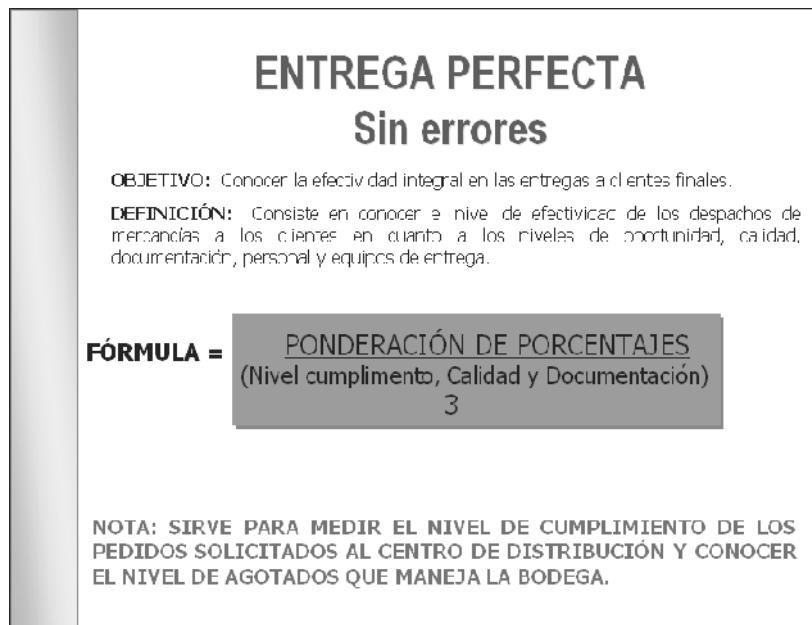 ENTREGA PERFECTA
Sin errores
OBJETIVO: Conocer la efectividad integral en las entregas a clientes finales.
DEFINICIÓN: Consiste en conocer el nivel de efectividad de los despachos de
mercancías a los clientes en cuanto a los niveles de oportunidad, calidad,
documentación, personal y equipos de entrega.
FÓRMULA = PONDERACIÓN DE PORCENTAJES
(Nivel cumplimento, Calidad y Documentación)
3
NOTA: SIRVE PARA MEDIR EL NIVEL DE CUMPLIMIENTO DE LOS
PEDIDOS SOLICITADOS AL CENTRO DE DISTRIBUCIÓN Y CONOCER
EL NIVEL DE AGOTADOS QUE MANEJA LA BODEGA.